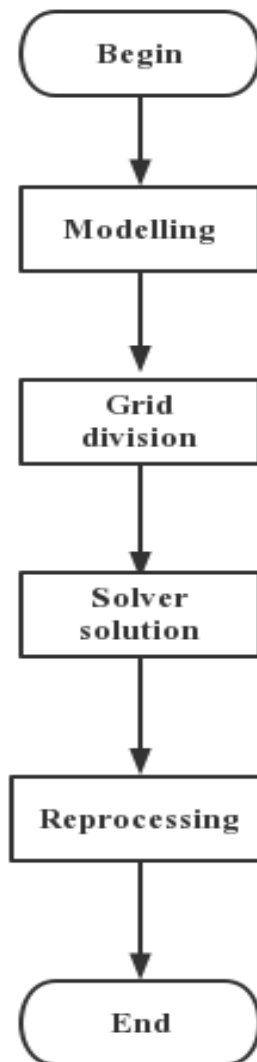 Begin
Modelling
Grid
division
Solver
solution
Reprocessing
End